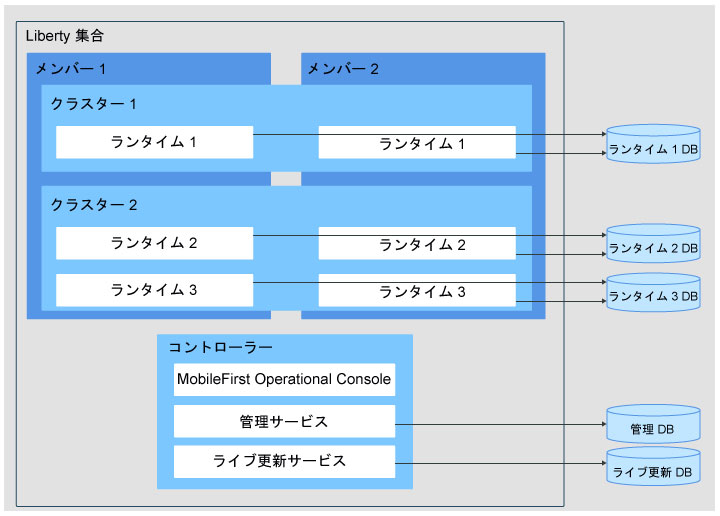 Liberty 集合
メンバー 1
メンバー 2
クラスター 1
ランタイム 1
ランタイム 1
ランタイム 1 DB
クラスター 2
ランタイム 2
ランタイム 2
ランタイム 2 DB
ランタイム 3
ランタイム 3
ランタイム 3 DB
コントローラー
MobileFirst Operational Console
管理サービス
管理 DB
ライブ更新サービス
ライブ更新 DB